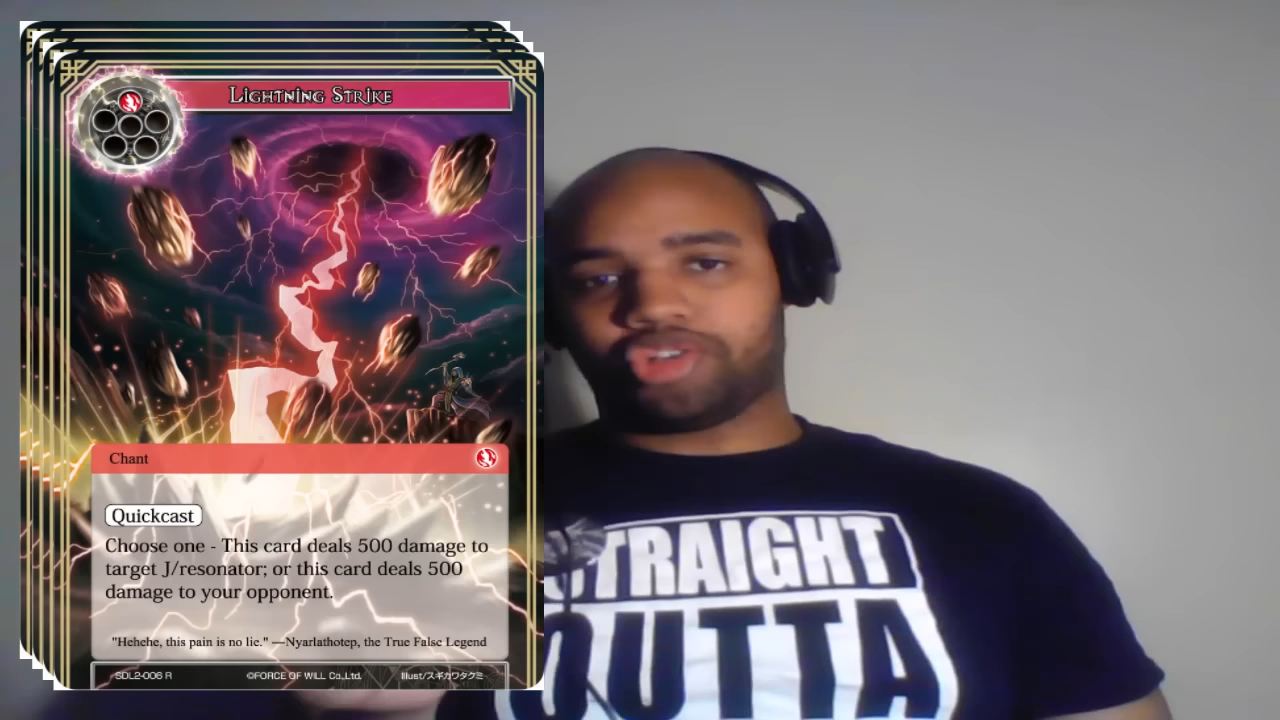 Lightning Strike
Chant
Quickcast
Choose one - This card deals 500 damage to
target J/resonator; or this card deals 500
damage to your opponent.
"Hehehe, this pain is no lie." —Nyarlathotep, the True False Legend
SDL2-006 R ©FORCE OF WILL Co.,Ltd. Illust/スギカワタクミ
STRAIGHT
OUTTA